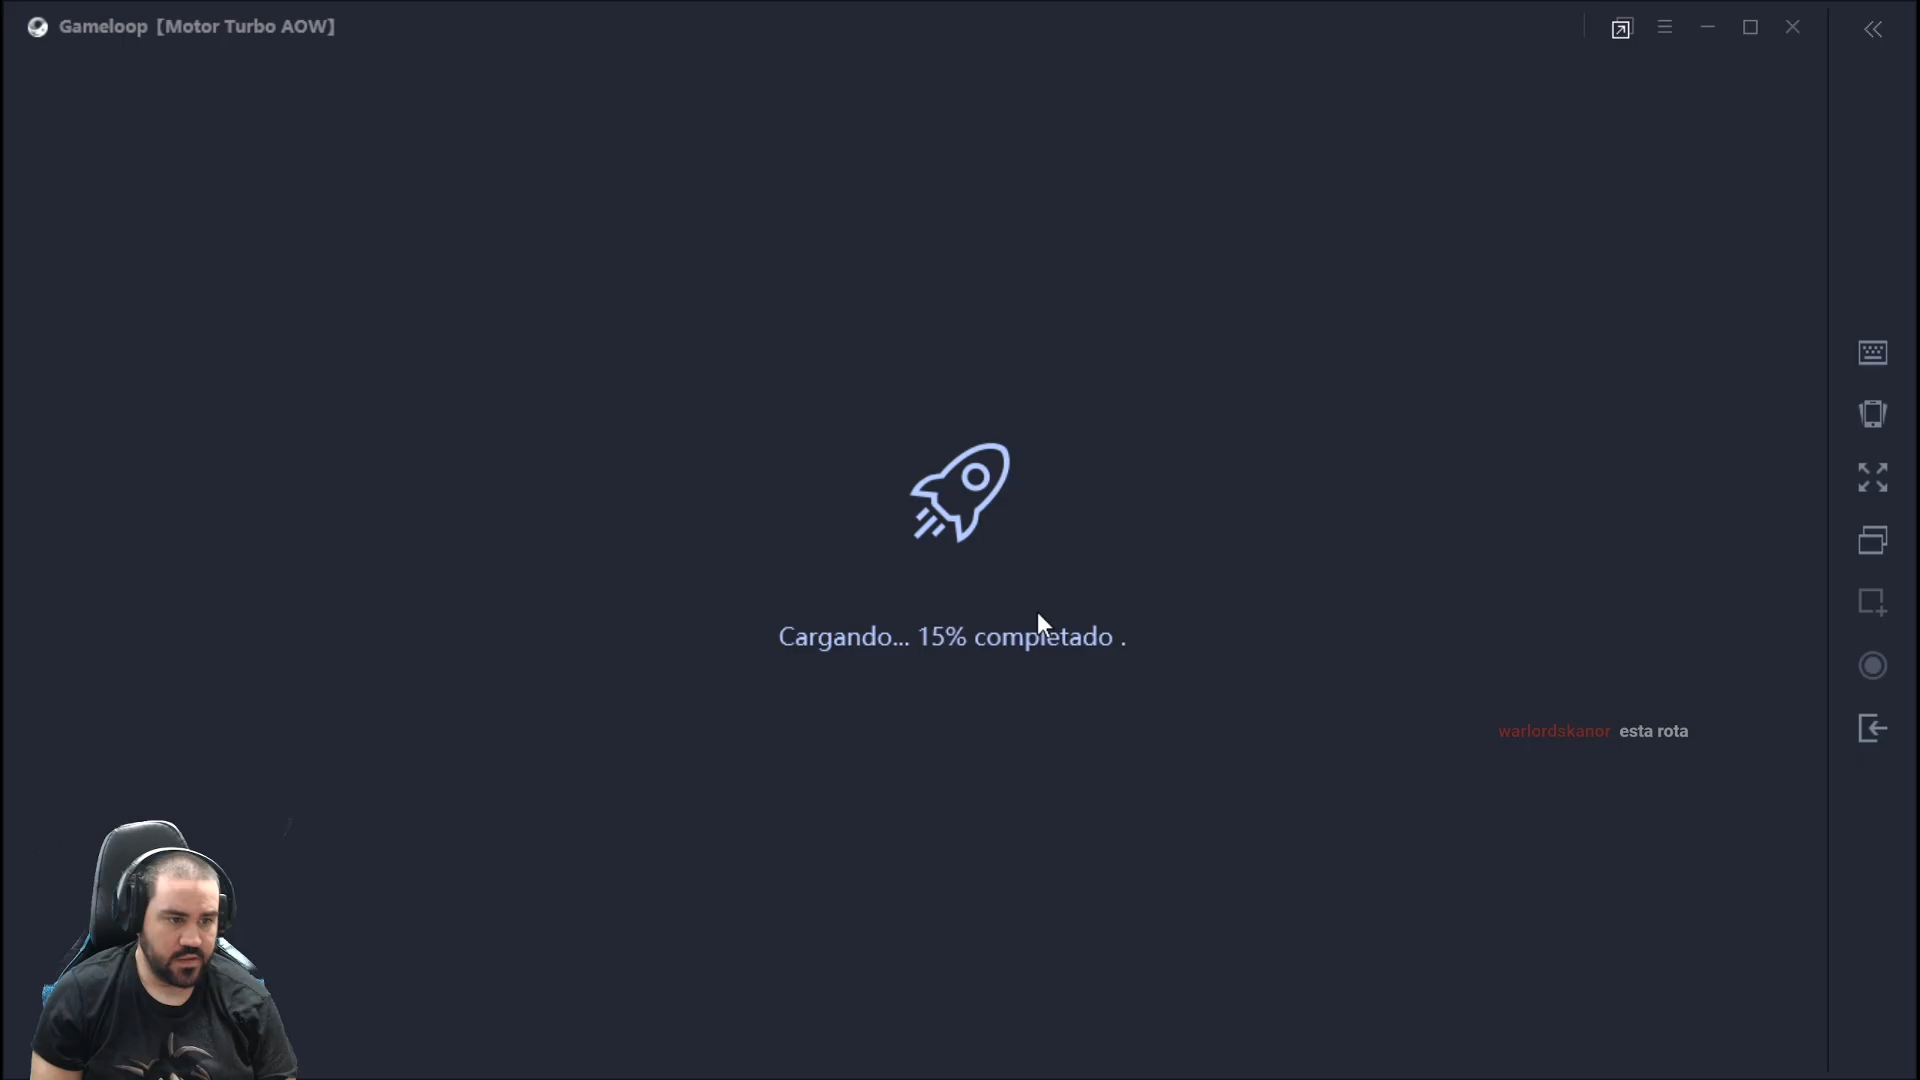 Gameloop [Motor Turbo AOW]
Cargando... 15% completado .
warlordskanor esta rota